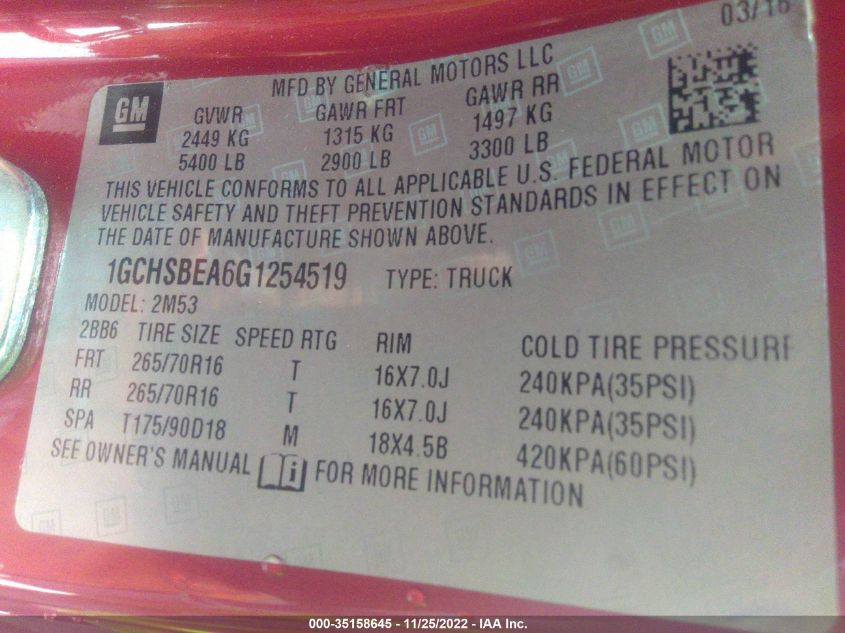 03/16
MFD BY GENERAL MOTORS LLC
GM
GVWR GAWR FRT GAWR RR
2449 KG 1315 KG 1497 KG
5400 LB 2900 LB 3300 LB
THIS VEHICLE CONFORMS TO ALL APPLICABLE U.S. FEDERAL MOTOR
VEHICLE SAFETY AND THEFT PREVENTION STANDARDS IN EFFECT ON
THE DATE OF MANUFACTURE SHOWN ABOVE.
1GCHSBEA6G1254519 TYPE: TRUCK
MODEL: 2M53
2BB6 TIRE SIZE SPEED RTG RIM COLD TIRE PRESSURE
FRT 265/70R16 T 16X7.0J 240KPA(35PSI)
RR 265/70R16 T 16X7.0J 240KPA(35PSI)
SPA T175/90D18 M 18X4.5B 420KPA(60PSI)
SEE OWNER'S MANUAL i FOR MORE INFORMATION
000-35158645 - 11/25/2022 - IAA Inc.